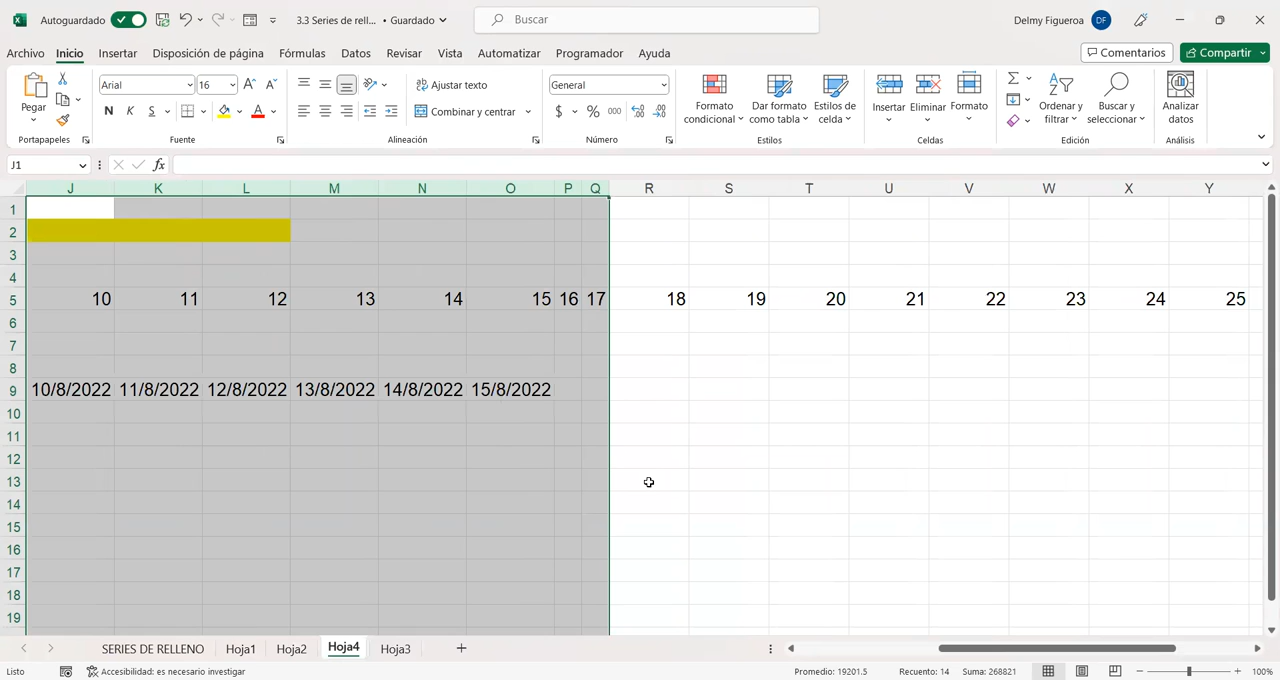 Autoguardado
3.3 Series de rell... • Guardado
Buscar
Delmy Figueroa DF
Archivo Inicio Insertar Disposición de página Fórmulas Datos Revisar Vista Automatizar Programador Ayuda
Comentarios Compartir
Pegar
Arial 16
N K S
Ajustar texto
Combinar y centrar
General
$ % 000
Formato condicional
Dar formato como tabla
Estilos de celda
Insertar Eliminar Formato
Ordenar y filtrar
Buscar y seleccionar
Analizar datos
Portapapeles Fuente Alineación Número Estilos Celdas Edición Análisis
J1 fx
J K L M N O P Q R S T U V W X Y
1
2
3
4
5 10 11 12 13 14 15 16 17 18 19 20 21 22 23 24 25
6
7
8
9 10/8/2022 11/8/2022 12/8/2022 13/8/2022 14/8/2022 15/8/2022
10
11
12
13
14
15
16
17
18
19
SERIES DE RELLENO Hoja1 Hoja2 Hoja4 Hoja3
Listo Accesibilidad: es necesario investigar Promedio: 19201.5 Recuento: 14 Suma: 268821 100%